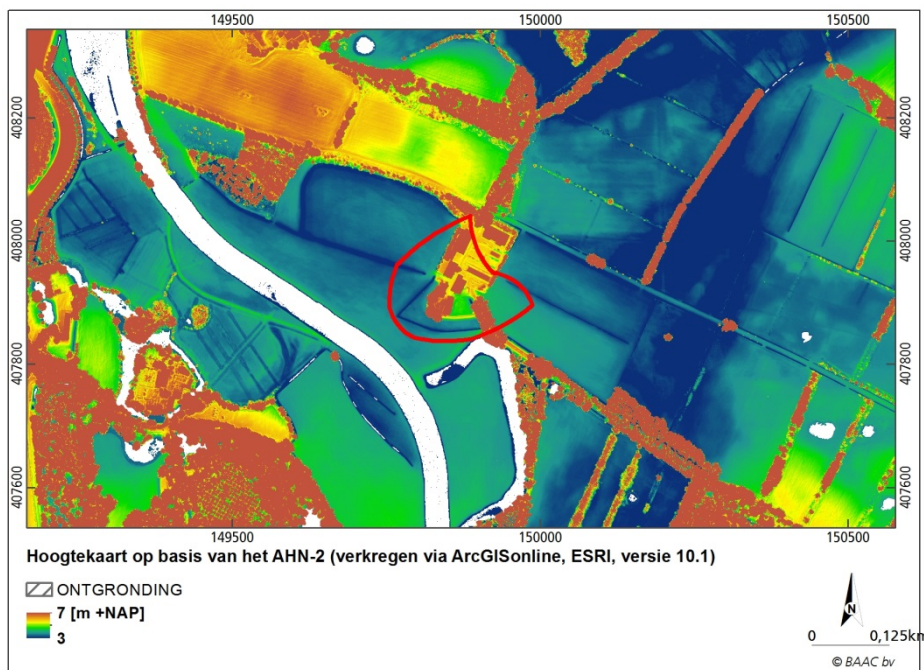 149500 150000 150500
408200 408200
408000 408000
407800 407800
407600 407600
149500 150000 150500
Hoogtekaart op basis van het AHN-2 (verkregen via ArcGISonline, ESRI, versie 10.1)
ONTGRONDING
7 [m +NAP]
3
N
0 0,125km
© BAAC bv